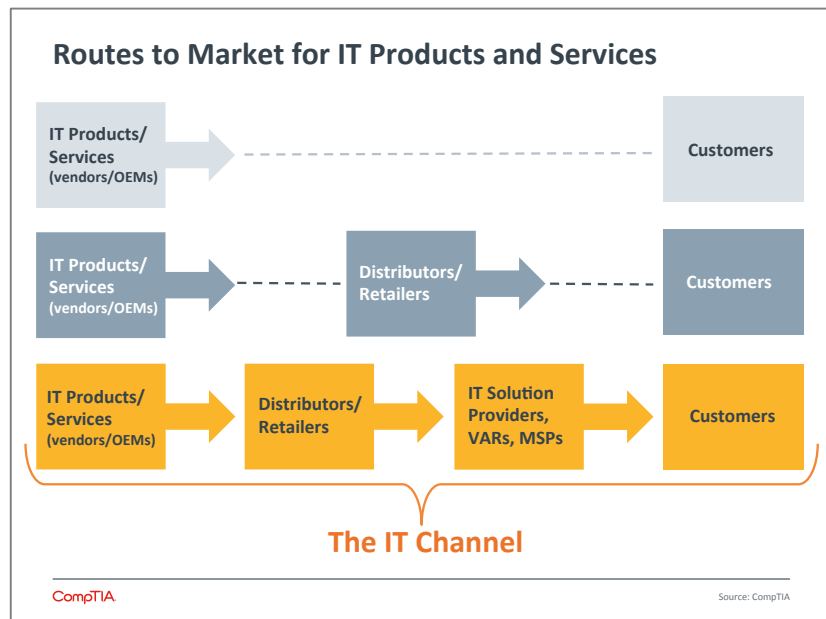 Routes to Market for IT Products and Services
IT Products/
Services
(vendors/OEMs)
Customers
IT Products/
Services
(vendors/OEMs)
Distributors/
Retailers
Customers
IT Products/
Services
(vendors/OEMs)
Distributors/
Retailers
IT Solution
Providers,
VARs, MSPs
Customers
The IT Channel
CompTIA.
Source: CompTIA